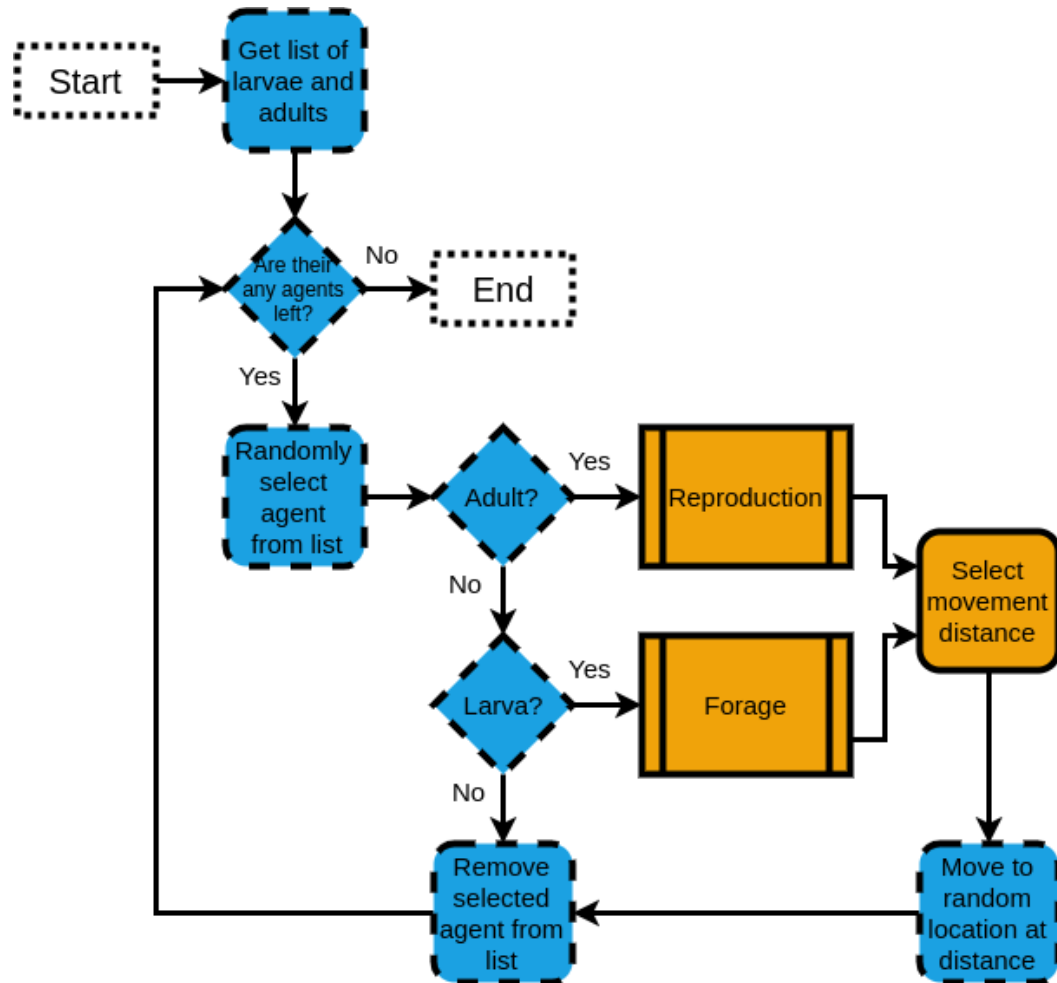 Start
Get list of
larvae and
adults
Are their
any agents
left?
No
End
Yes
Randomly
select
agent
from list
Adult?
Yes
Reproduction
Select
movement
distance
No
Larva?
Yes
Forage
No
Remove
selected
agent from
list
Move to
random
location at
distance